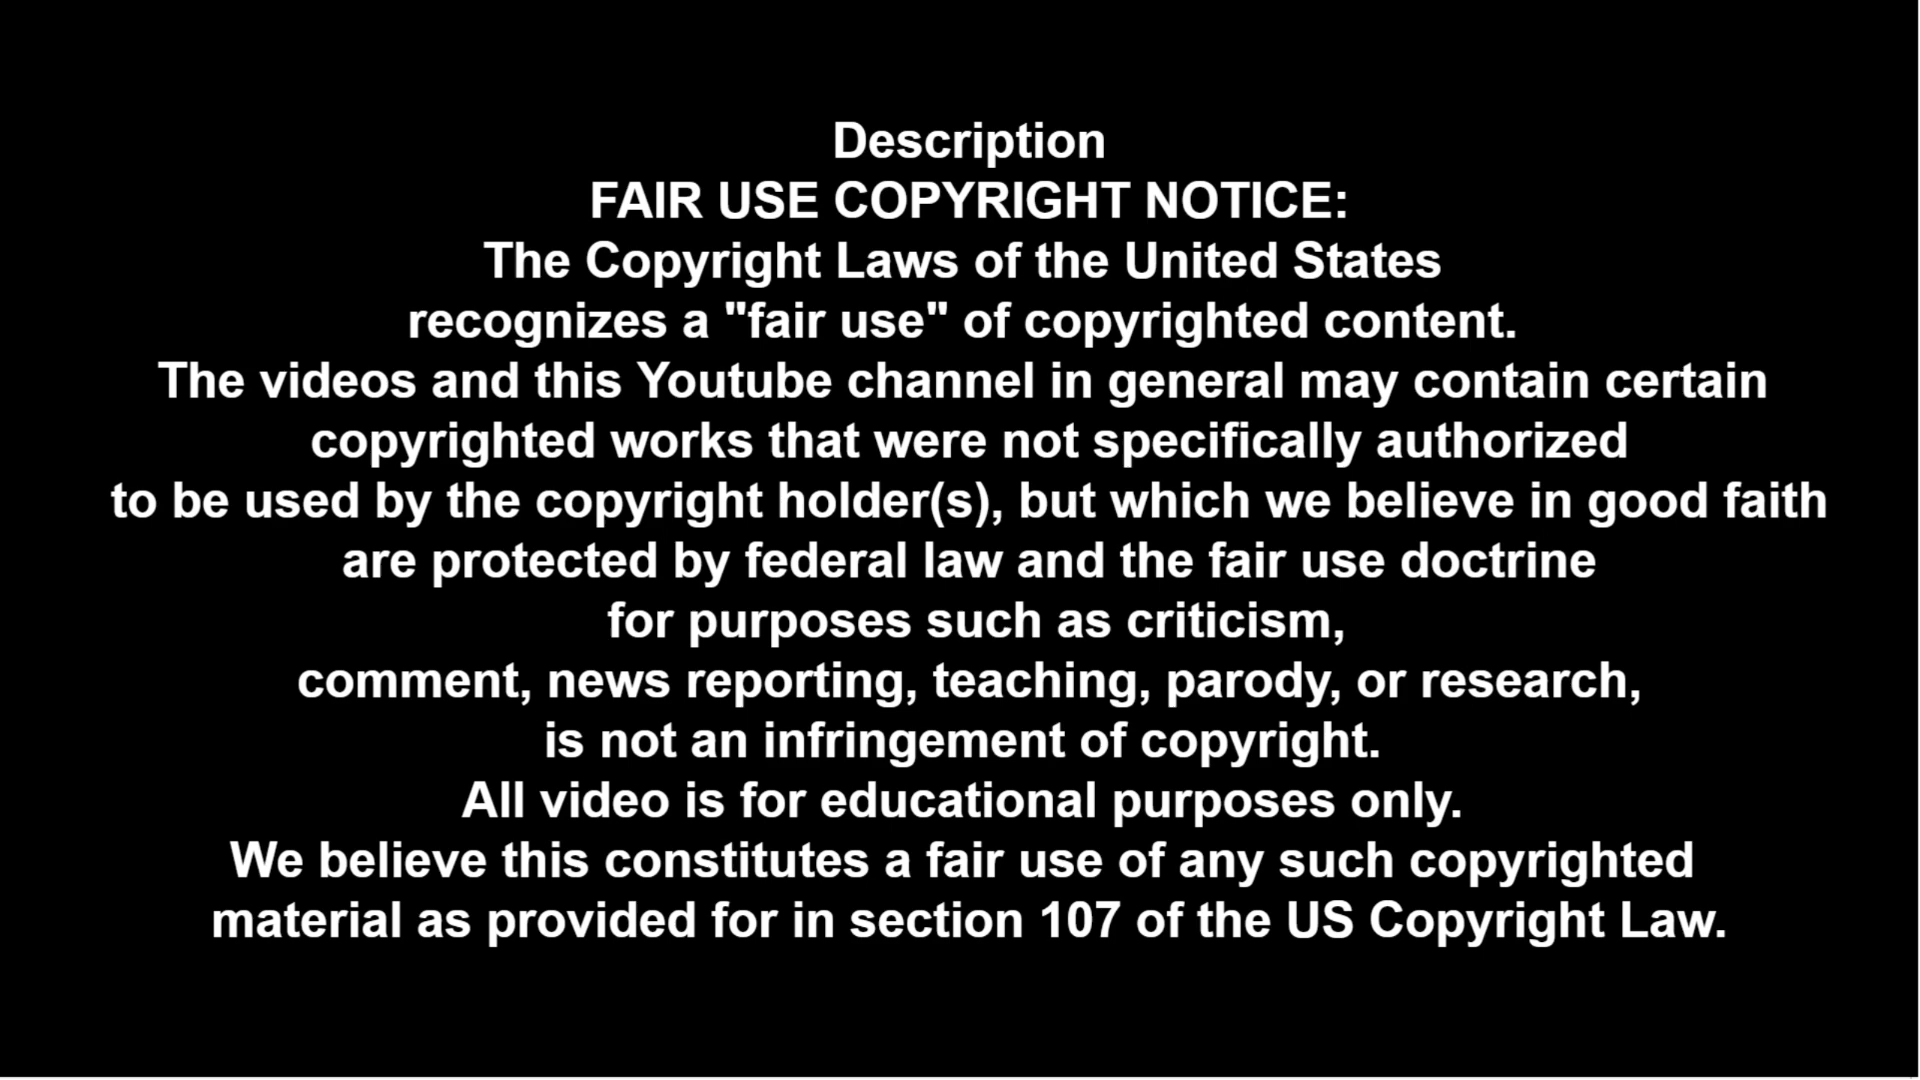 Description
FAIR USE COPYRIGHT NOTICE:
The Copyright Laws of the United States
recognizes a "fair use" of copyrighted content.
The videos and this Youtube channel in general may contain certain
copyrighted works that were not specifically authorized
to be used by the copyright holder(s), but which we believe in good faith
are protected by federal law and the fair use doctrine
for purposes such as criticism,
comment, news reporting, teaching, parody, or research,
is not an infringement of copyright.
All video is for educational purposes only.
We believe this constitutes a fair use of any such copyrighted
material as provided for in section 107 of the US Copyright Law.